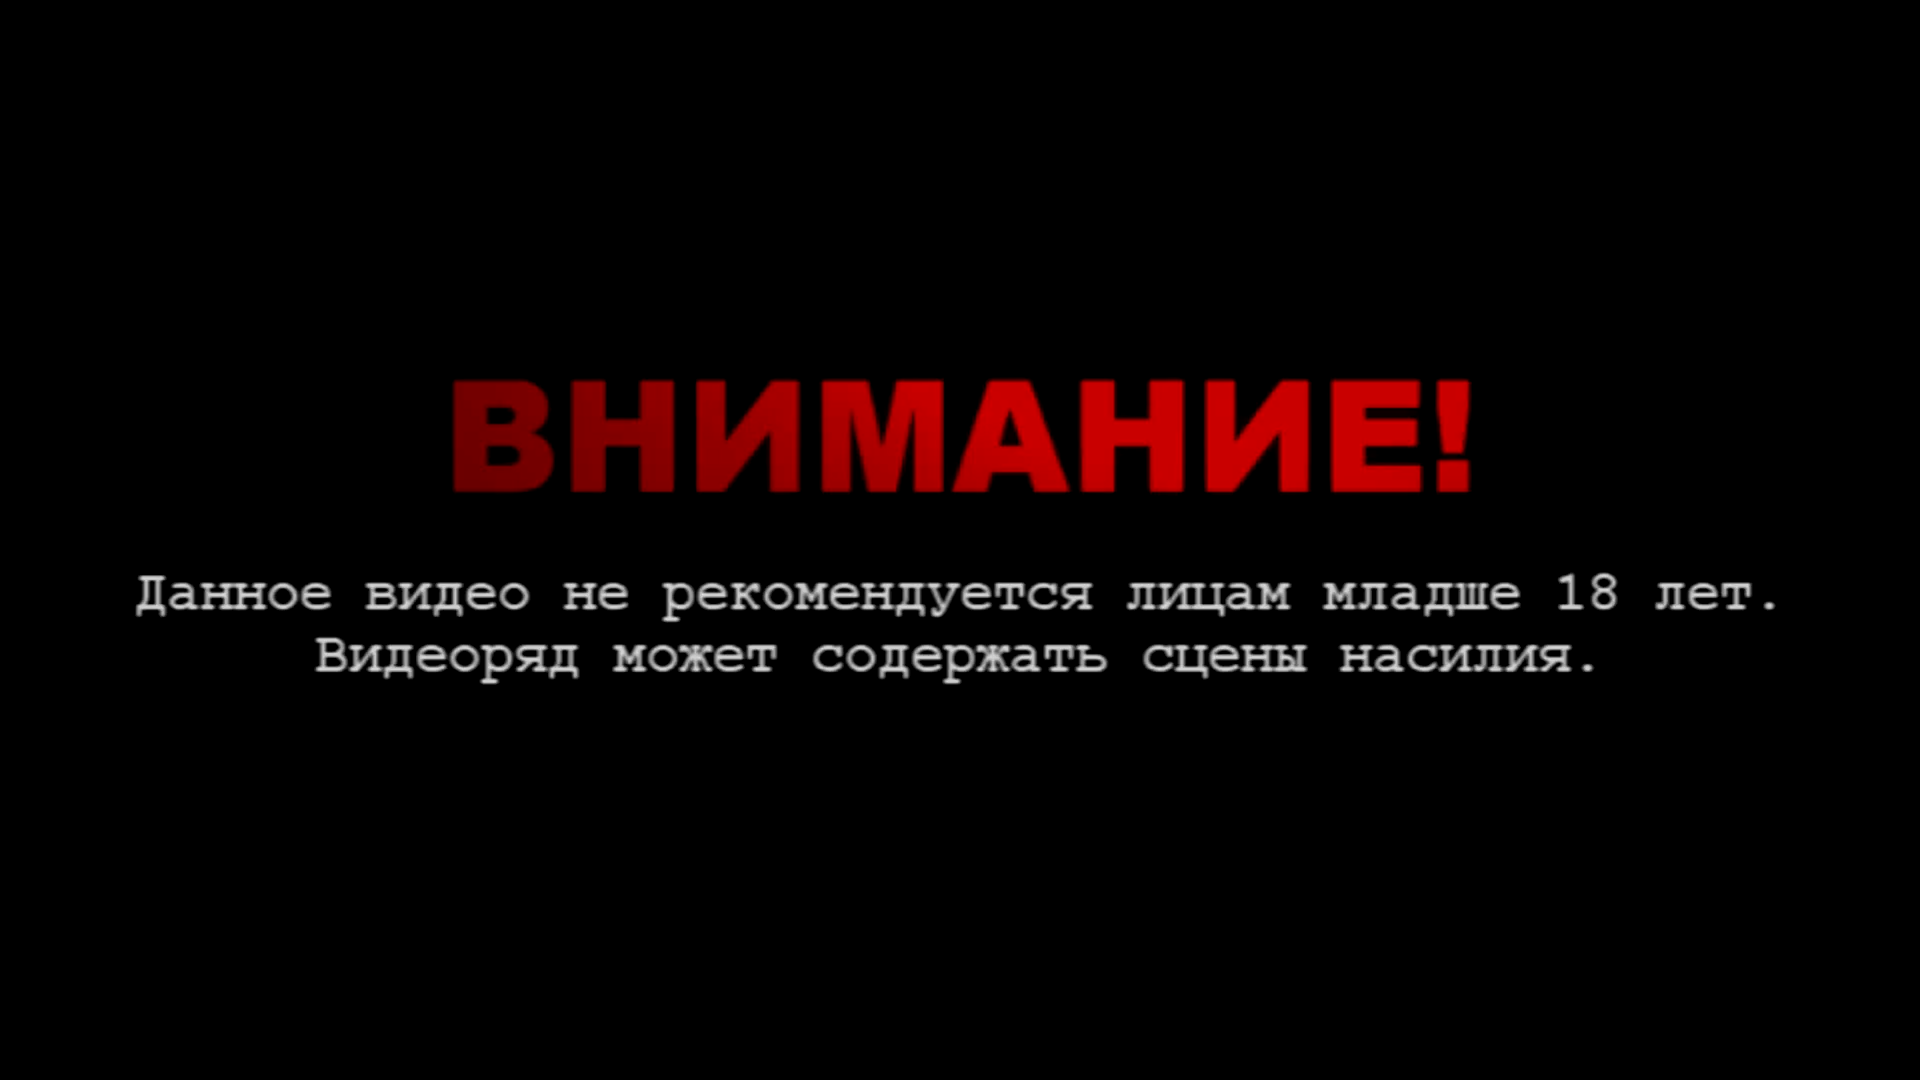 ВНИМАНИЕ!
Данное видео не рекомендуется лицам младше 18 лет.
Видеоряд может содержать сцены насилия.